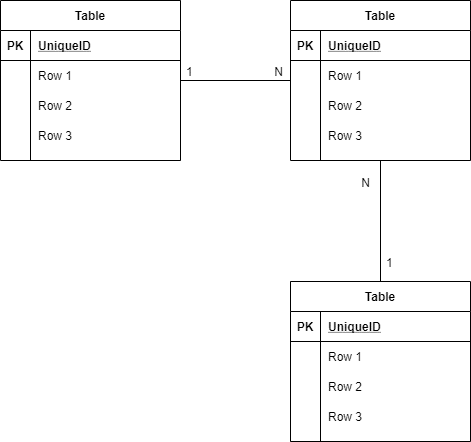 Table
PK UniqueID
Row 1
Row 2
Row 3
1 N
Table
PK UniqueID
Row 1
Row 2
Row 3
N
1
Table
PK UniqueID
Row 1
Row 2
Row 3